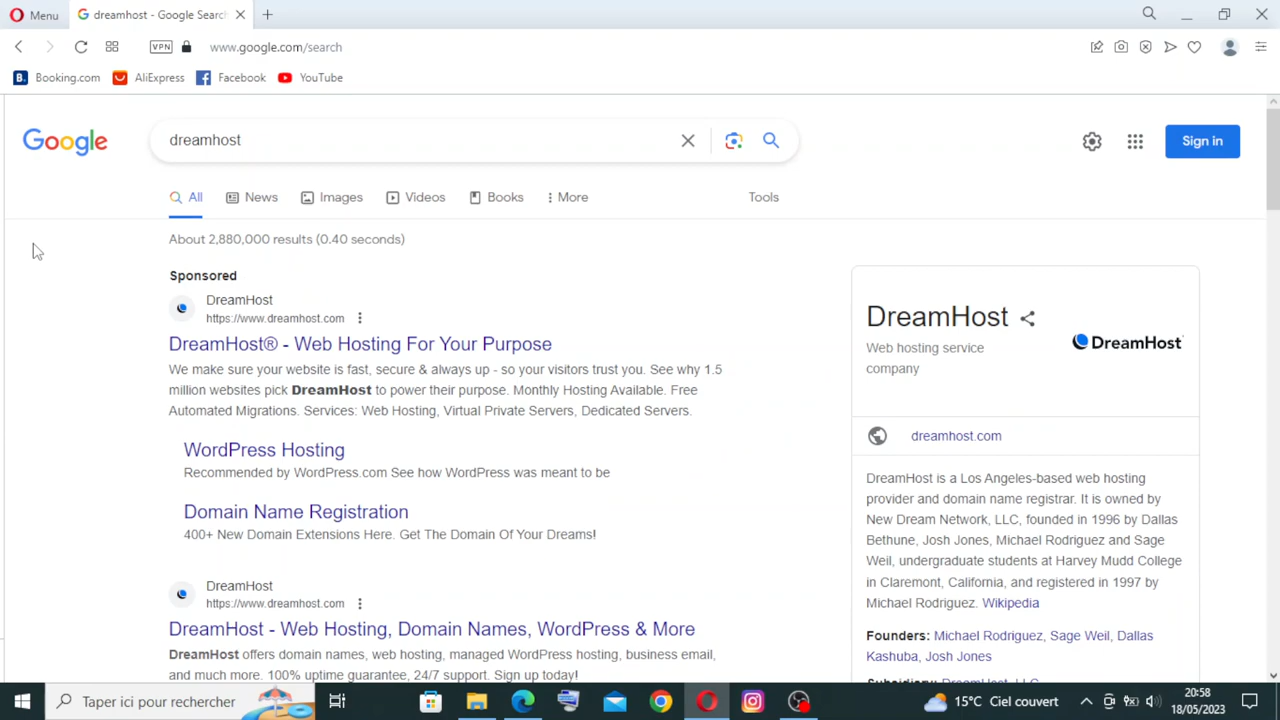 Menu
dreamhost - Google Search
VPN
www.google.com/search
B. Booking.com
AliExpress
Facebook
YouTube
Google
dreamhost
Sign in
All
News
Images
Videos
Books
More
Tools
About 2,880,000 results (0.40 seconds)
Sponsored
DreamHost
https://www.dreamhost.com
DreamHost® - Web Hosting For Your Purpose
We make sure your website is fast, secure & always up - so your visitors trust you. See why 1.5
million websites pick DreamHost to power their purpose. Monthly Hosting Available. Free
Automated Migrations. Services: Web Hosting, Virtual Private Servers, Dedicated Servers.
WordPress Hosting
Recommended by WordPress.com See how WordPress was meant to be
Domain Name Registration
400+ New Domain Extensions Here. Get The Domain Of Your Dreams!
DreamHost
https://www.dreamhost.com
DreamHost - Web Hosting, Domain Names, WordPress & More
DreamHost offers domain names, web hosting, managed WordPress hosting, business email,
and much more. 100% uptime guarantee, 24/7 support. Sign up today!
DreamHost
Web hosting service
company
DreamHost
dreamhost.com
DreamHost is a Los Angeles-based web hosting
provider and domain name registrar. It is owned by
New Dream Network, LLC, founded in 1996 by Dallas
Bethune, Josh Jones, Michael Rodriguez and Sage
Weil, undergraduate students at Harvey Mudd College
in Claremont, California, and registered in 1997 by
Michael Rodriguez. Wikipedia
Founders: Michael Rodriguez, Sage Weil, Dallas
Kashuba, Josh Jones
Subsidiary: DreamHost, LLC
Taper ici pour rechercher
15°C Ciel couvert
20:58
18/05/2023